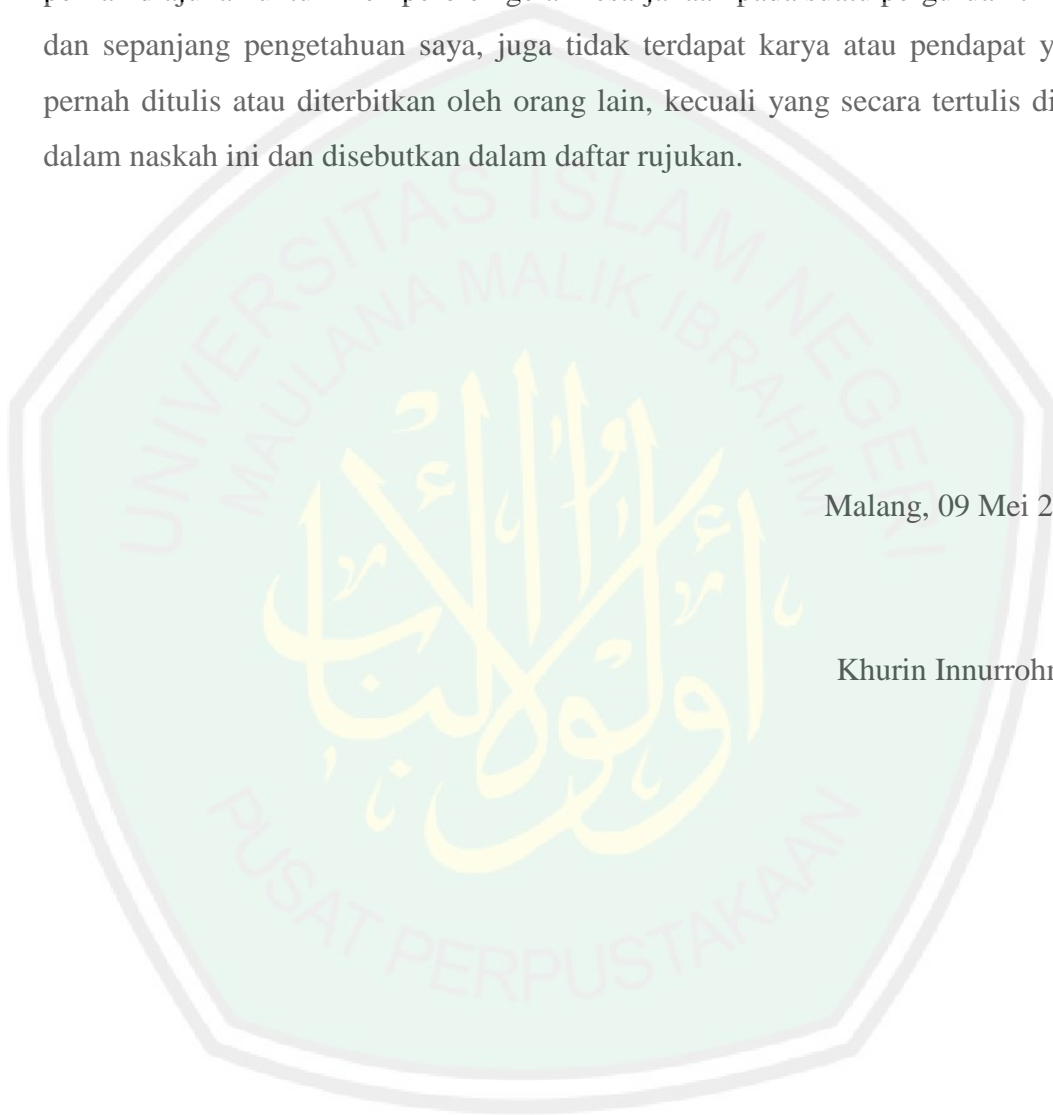 dan sepanjang pengetahuan saya, juga tidak terdapat karya atau pendapat y
pernah ditulis atau diterbitkan oleh orang lain, kecuali yang secara tertulis di
dalam naskah ini dan disebutkan dalam daftar rujukan.
UNIVERSITAS ISLAM NEGERI
MAULANA MALIK IBRAHIM
Malang, 09 Mei 2
أولوا الألباب
Khurin Innurroh
PUSAT PERPUSTAKAAN